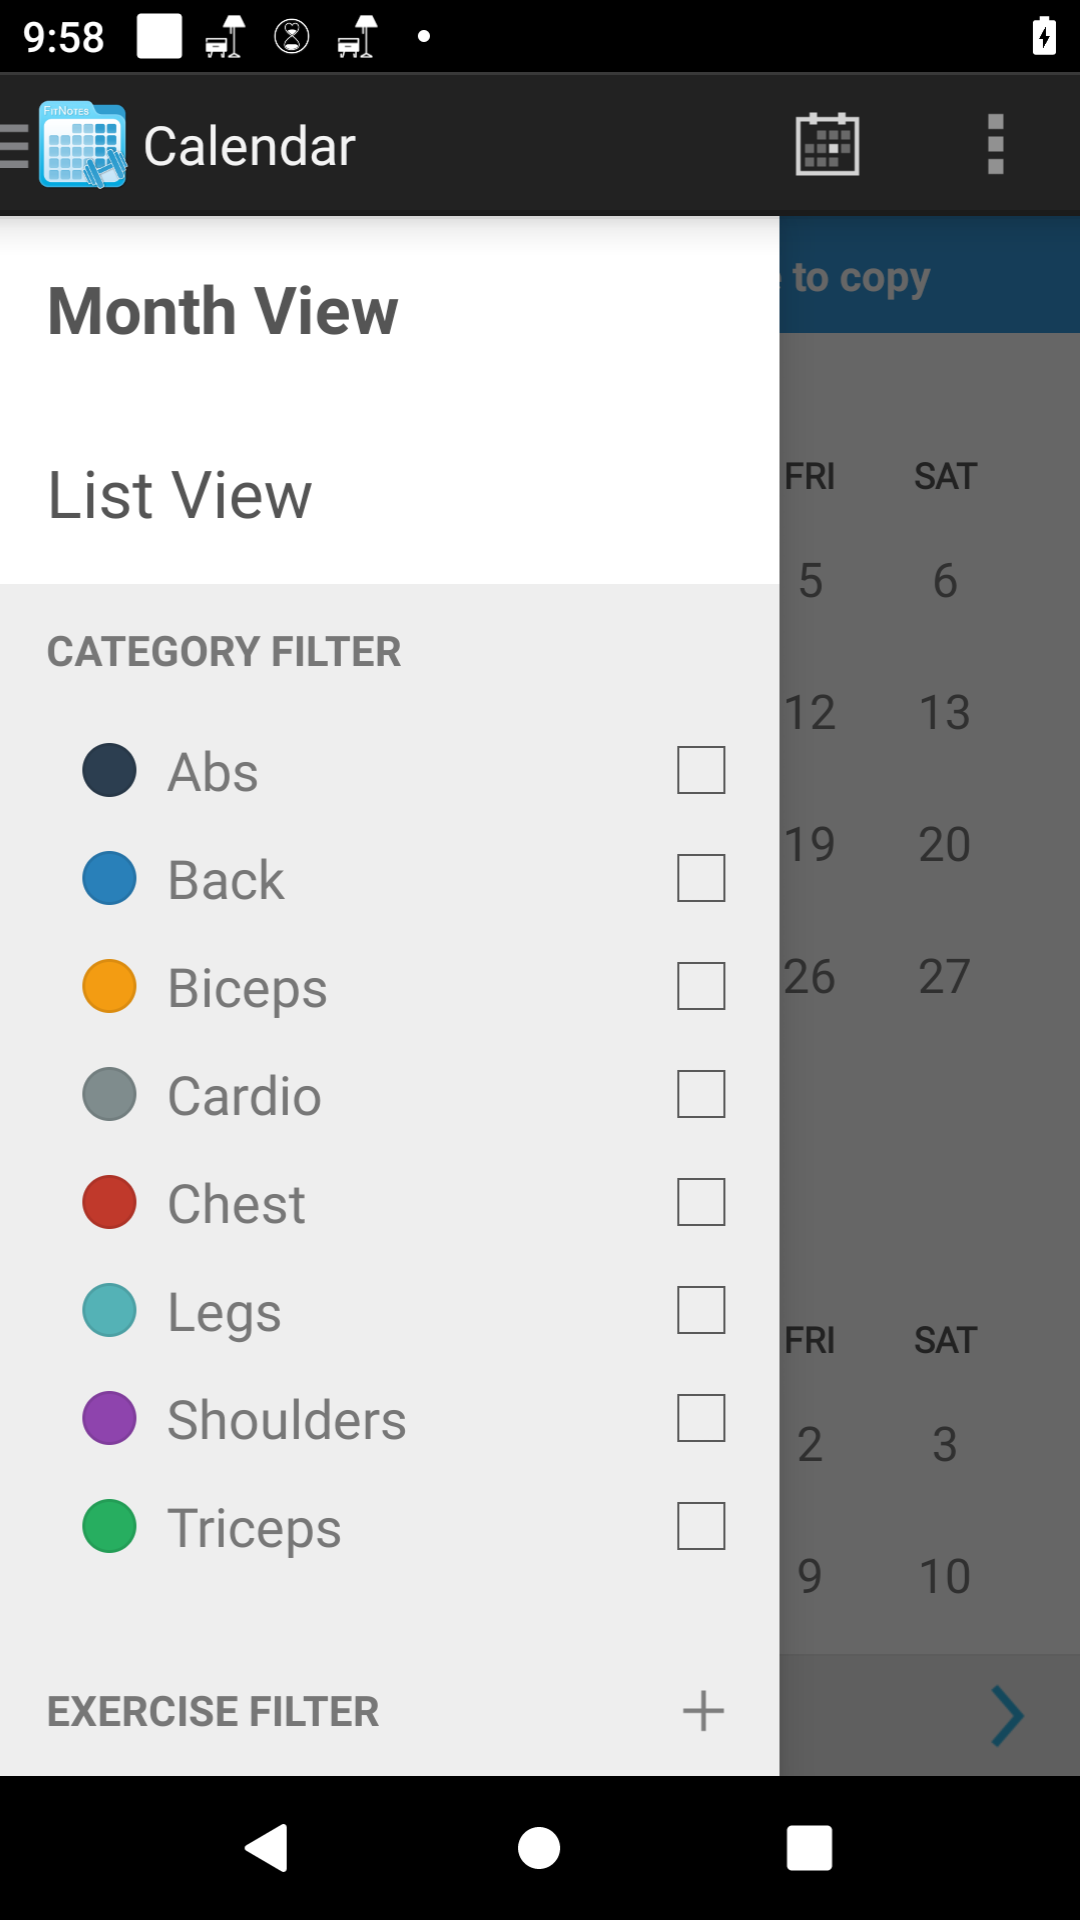 9:58
FITNOTES
Calendar
to copy
Month View
List View
FRI SAT
5 6
CATEGORY FILTER
12 13
Abs
19 20
Back
26 27
Biceps
Cardio
Chest
Legs
FRI SAT
Shoulders
2 3
Triceps
9 10
EXERCISE FILTER